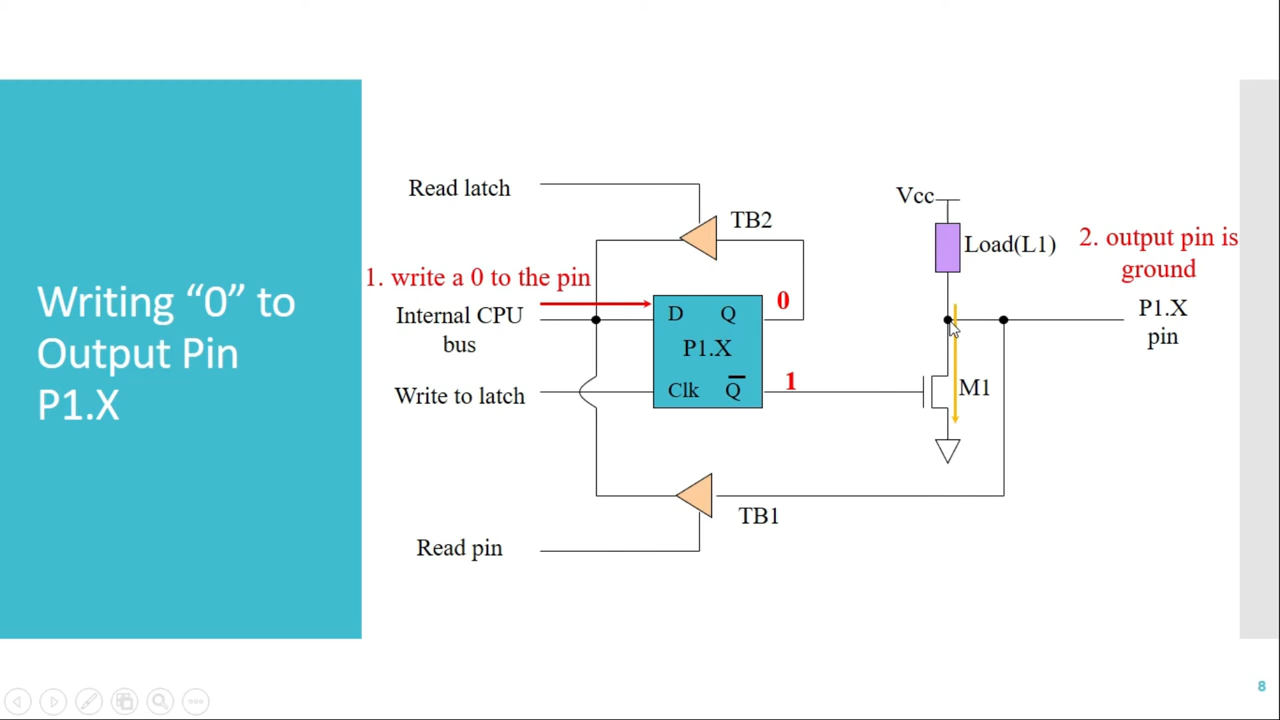 Writing “0” to
Output Pin
P1.X
Read latch
TB2
Vcc
Load(L1)
2. output pin is
ground
1. write a 0 to the pin
Internal CPU
bus
D Q
P1.X
Clk Q̅
0
1
P1.X
pin
Write to latch
M1
TB1
Read pin
8